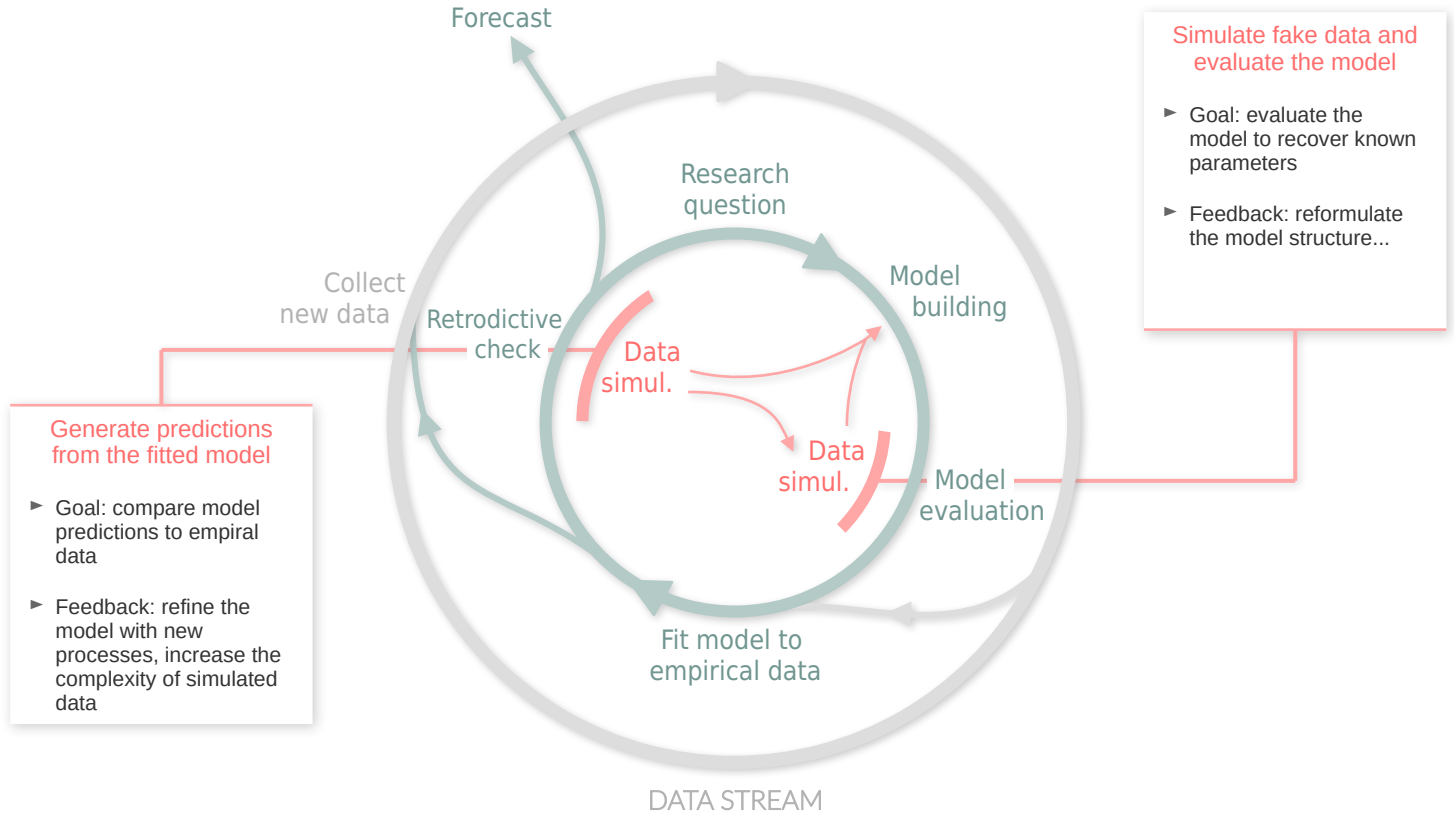 Forecast
Simulate fake data and
evaluate the model
► Goal: evaluate the
model to recover known
parameters
► Feedback: reformulate
the model structure...
Research
question
Model
building
Collect
new data
Retrodictive
check
Data
simul.
Data
simul.
Model
evaluation
Generate predictions
from the fitted model
► Goal: compare model
predictions to empiral
data
► Feedback: refine the
model with new
processes, increase the
complexity of simulated
data
Fit model to
empirical data
DATA STREAM